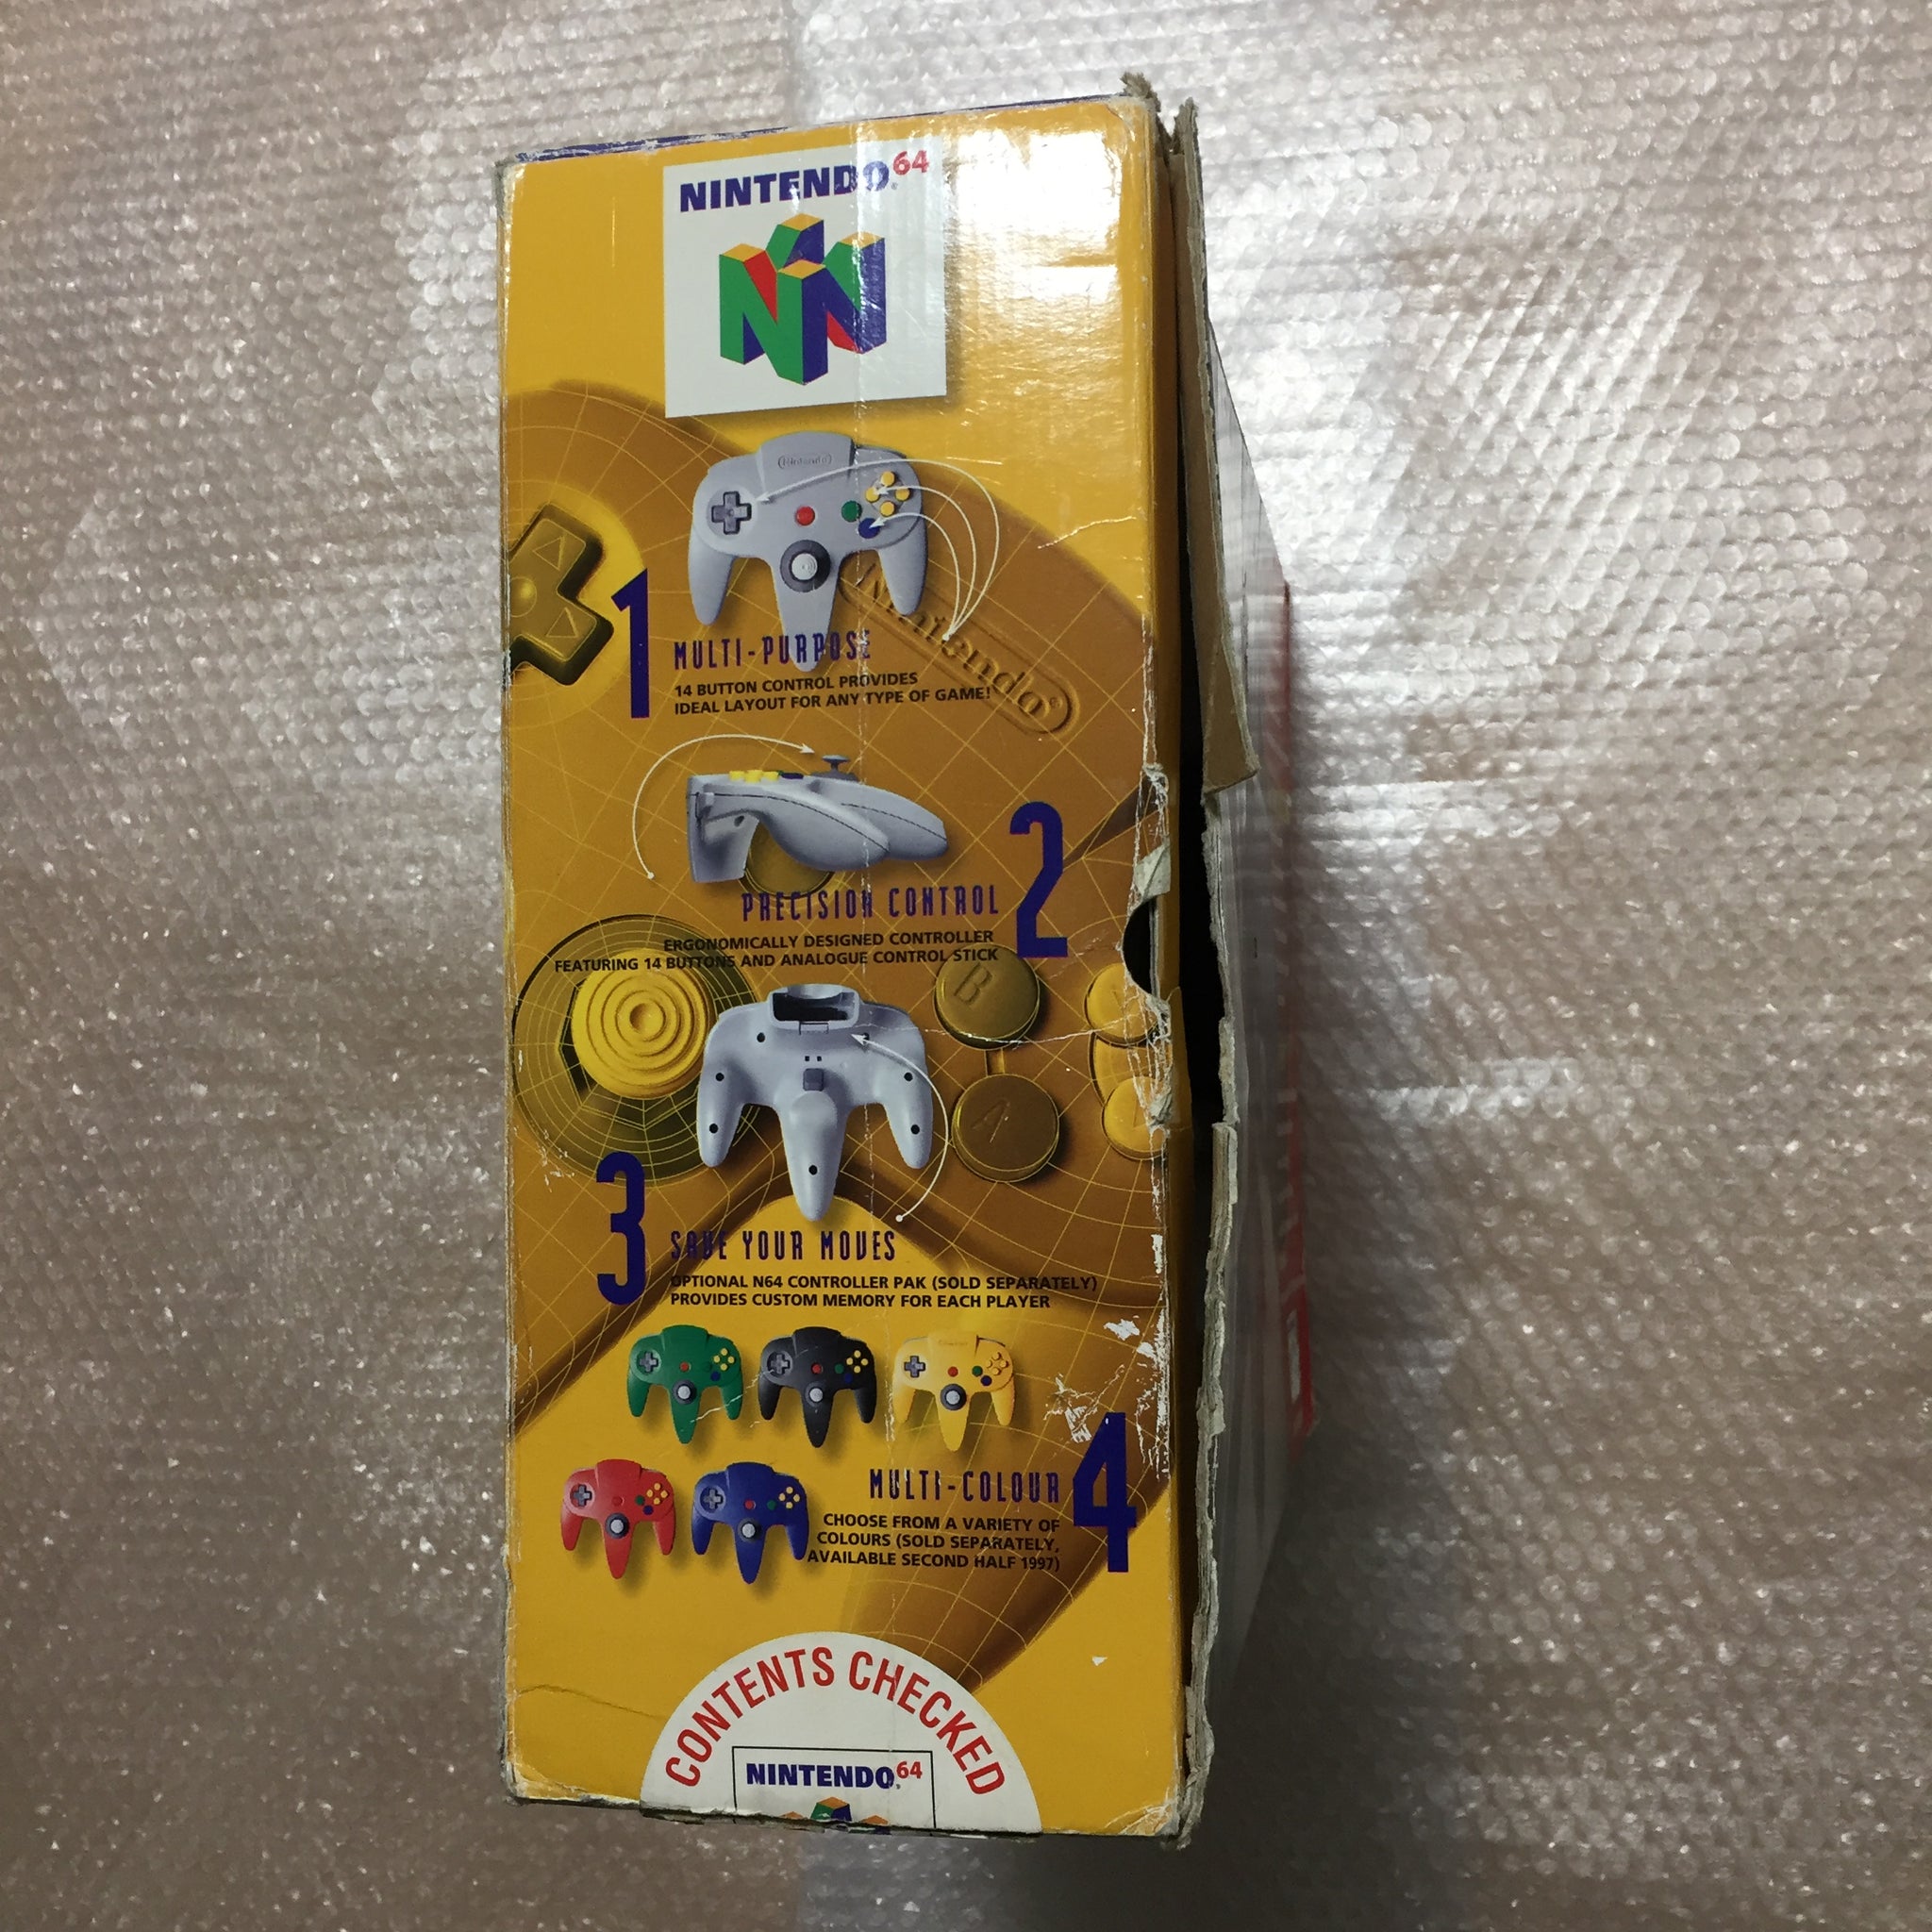 NINTENDO64
Nintendo
1
MULTI-PURPOSE
14 BUTTON CONTROL PROVIDES
IDEAL LAYOUT FOR ANY TYPE OF GAME!
Nintendo®
2
PRECISION CONTROL
ERGONOMICALLY DESIGNED CONTROLLER
FEATURING 14 BUTTONS AND ANALOGUE CONTROL STICK
B
A
3
SAVE YOUR MOVES
OPTIONAL N64 CONTROLLER PAK (SOLD SEPARATELY)
PROVIDES CUSTOM MEMORY FOR EACH PLAYER
4
MULTI-COLOUR
CHOOSE FROM A VARIETY OF
COLOURS (SOLD SEPARATELY,
AVAILABLE SECOND HALF 1997)
CONTENTS CHECKED
NINTENDO64